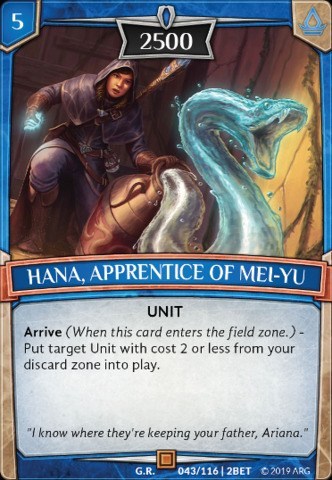 5
2500
HANA, APPRENTICE OF MEI-YU
UNIT
Arrive (When this card enters the field zone.) -
Put target Unit with cost 2 or less from your
discard zone into play.
"I know where they're keeping your father, Ariana."
G.R. 043/116 | 2BET © 2019 ARG